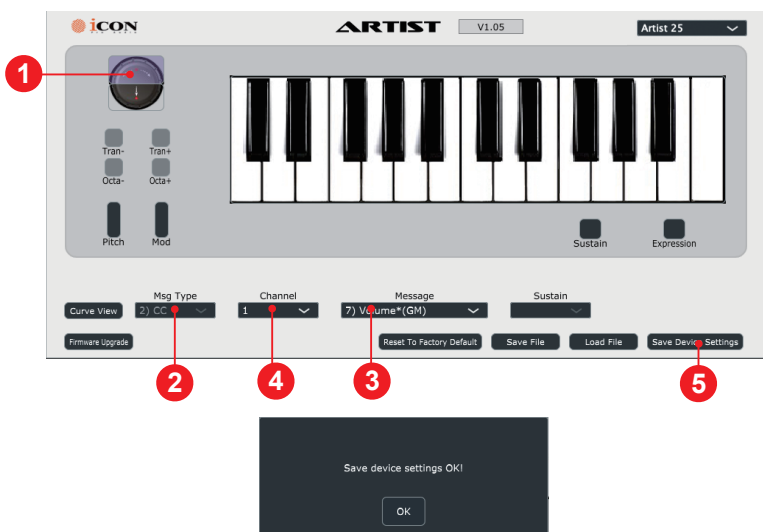 icon
ARTIST
V1.05
Artist 25
1
Tran-
Tran+
Octa-
Octa+
Pitch
Mod
Sustain
Expression
Msg Type
Channel
Message
Sustain
Curve View
2) CC
1
7) Volume*(GM)
Firmware Upgrade
Reset To Factory Default
Save File
Load File
Save Device Settings
2
4
3
5
Save device settings OK!
OK